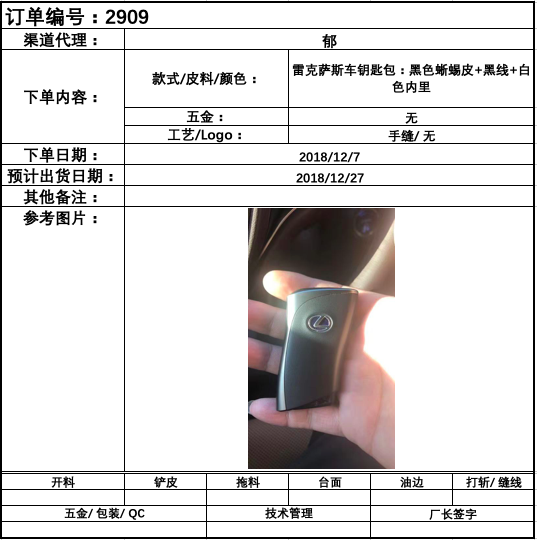 订单编号：2909
渠道代理：
郁
下单内容：
款式/皮料/颜色：
雷克萨斯车钥匙包：黑色蜥蜴皮+黑线+白
色内里
五金：
无
工艺/Logo：
手缝/ 无
下单日期：
2018/12/7
预计出货日期：
2018/12/27
其他备注：
参考图片：
开料
铲皮
拖料
台面
油边
打斩/ 缝线
五金/ 包装/ QC
技术管理
厂长签字